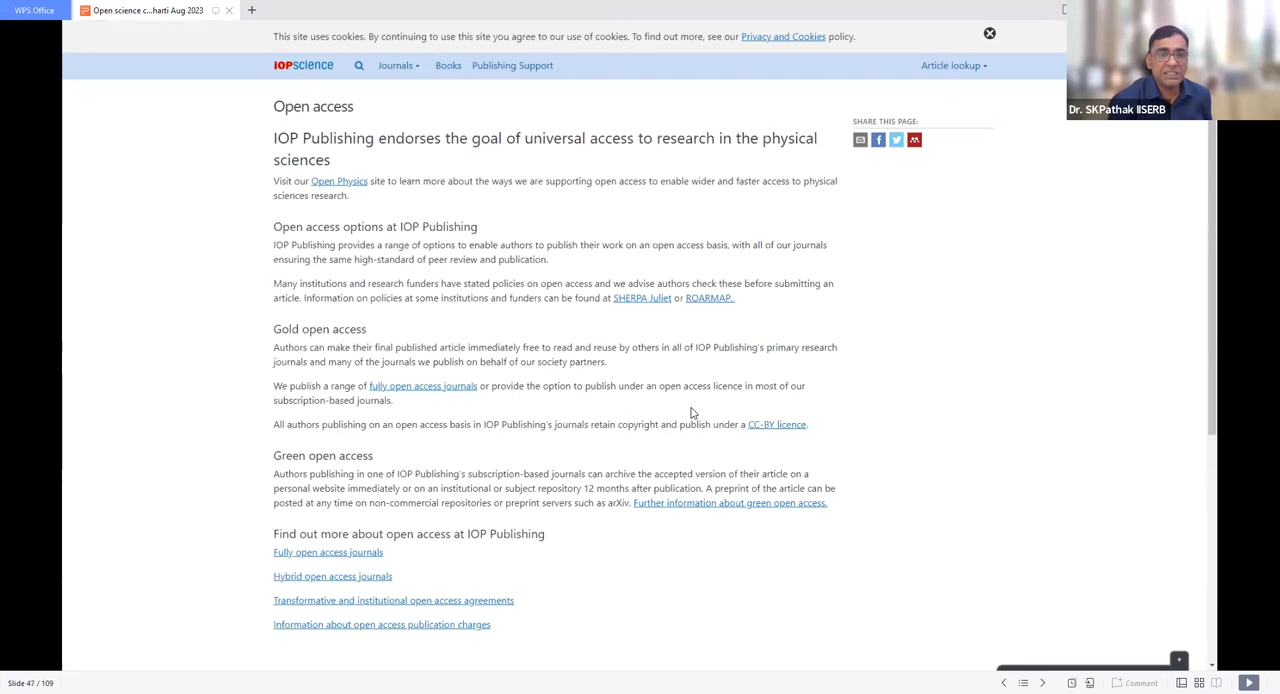 WPS Office
Open science c...harti Aug 2023
This site uses cookies. By continuing to use this site you agree to our use of cookies. To find out more, see our Privacy and Cookies policy.
IOPSCIENCE Journals Books Publishing Support Article lookup
Dr. SKPathak IISERB
Open access
SHARE THIS PAGE:
IOP Publishing endorses the goal of universal access to research in the physical
sciences
Visit our Open Physics site to learn more about the ways we are supporting open access to enable wider and faster access to physical
sciences research.
Open access options at IOP Publishing
IOP Publishing provides a range of options to enable authors to publish their work on an open access basis, with all of our journals
ensuring the same high-standard of peer review and publication.
Many institutions and research funders have stated policies on open access and we advise authors check these before submitting an
article. Information on policies at some institutions and funders can be found at SHERPA Juliet or ROARMAP.
Gold open access
Authors can make their final published article immediately free to read and reuse by others in all of IOP Publishing's primary research
journals and many of the journals we publish on behalf of our society partners.
We publish a range of fully open access journals or provide the option to publish under an open access licence in most of our
subscription-based journals.
All authors publishing on an open access basis in IOP Publishing's journals retain copyright and publish under a CC-BY licence.
Green open access
Authors publishing in one of IOP Publishing's subscription-based journals can archive the accepted version of their article on a
personal website immediately or on an institutional or subject repository 12 months after publication. A preprint of the article can be
posted at any time on non-commercial repositories or preprint servers such as arXiv. Further information about green open access.
Find out more about open access at IOP Publishing
Fully open access journals
Hybrid open access journals
Transformative and institutional open access agreements
Information about open access publication charges
Slide 47 / 109
Comment